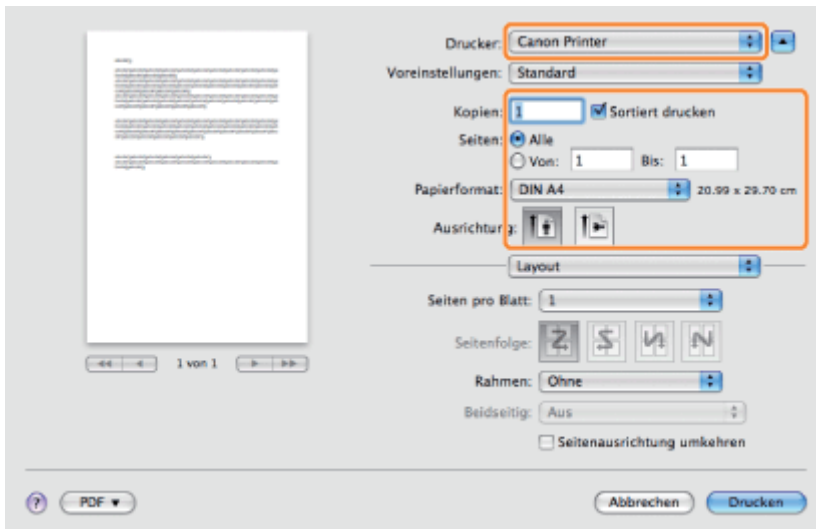 Drucker: Canon Printer
Voreinstellungen: Standard
Kopien: 1 Sortiert drucken
Seiten: Alle
Von: 1 Bis: 1
Papierformat: DIN A4 20.99 x 29.70 cm
Ausrichtung:
Layout
Seiten pro Blatt: 1
Seitenfolge:
Rahmen: Ohne
Beidseitig: Aus
Seitenausrichtung umkehren
1 von 1
? PDF Abbrechen Drucken